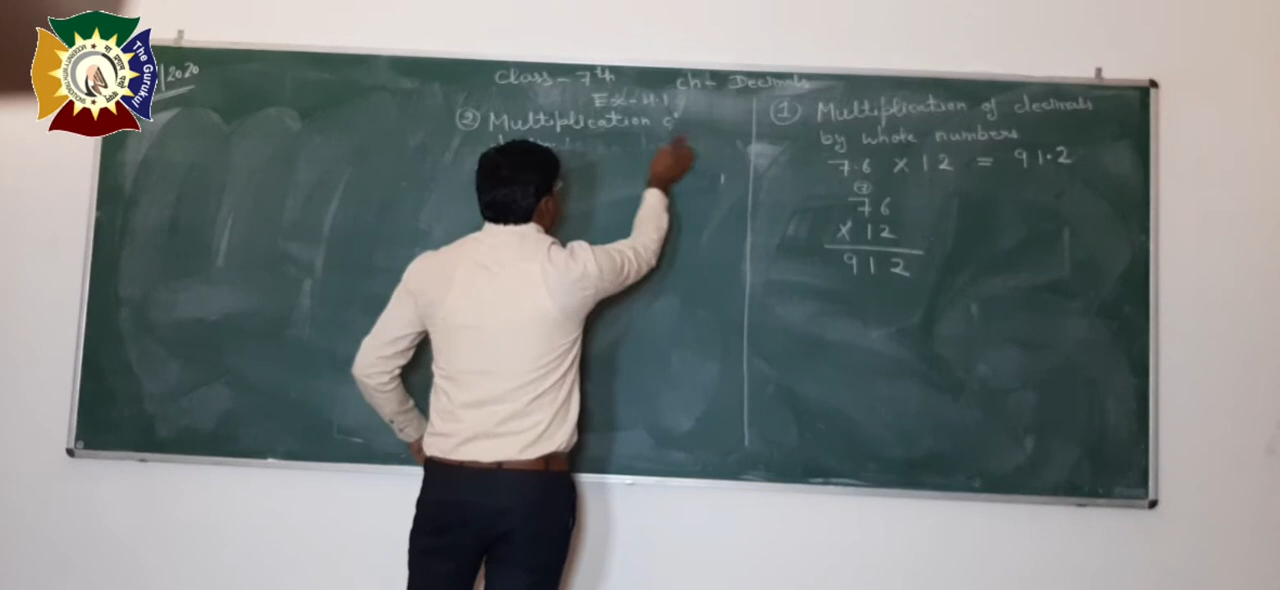 The Gurukul
2020
Class - 7th
Ch - Decimals
Ex - 4.1
② Multiplication
① Multiplication of decimals
by whole numbers
7.6 × 12 = 91.2
76
× 12
912